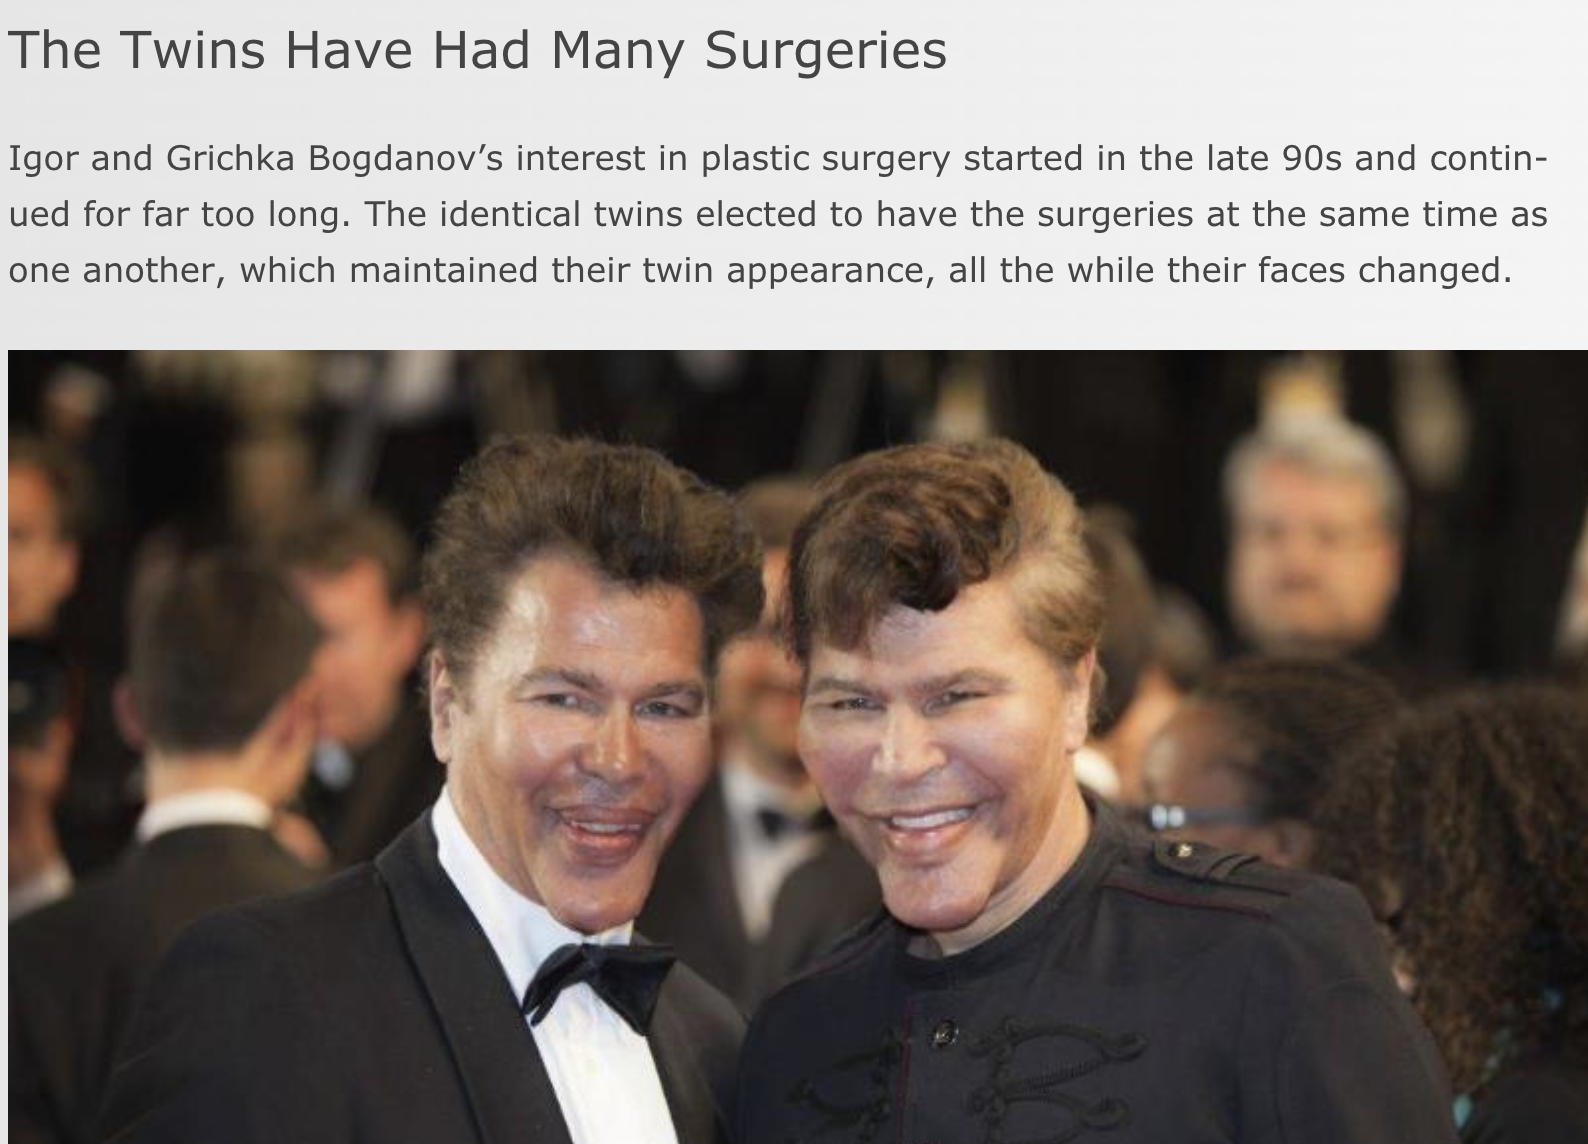 The Twins Have Had Many Surgeries
Igor and Grichka Bogdanov’s interest in plastic surgery started in the late 90s and contin-
ued for far too long. The identical twins elected to have the surgeries at the same time as
one another, which maintained their twin appearance, all the while their faces changed.